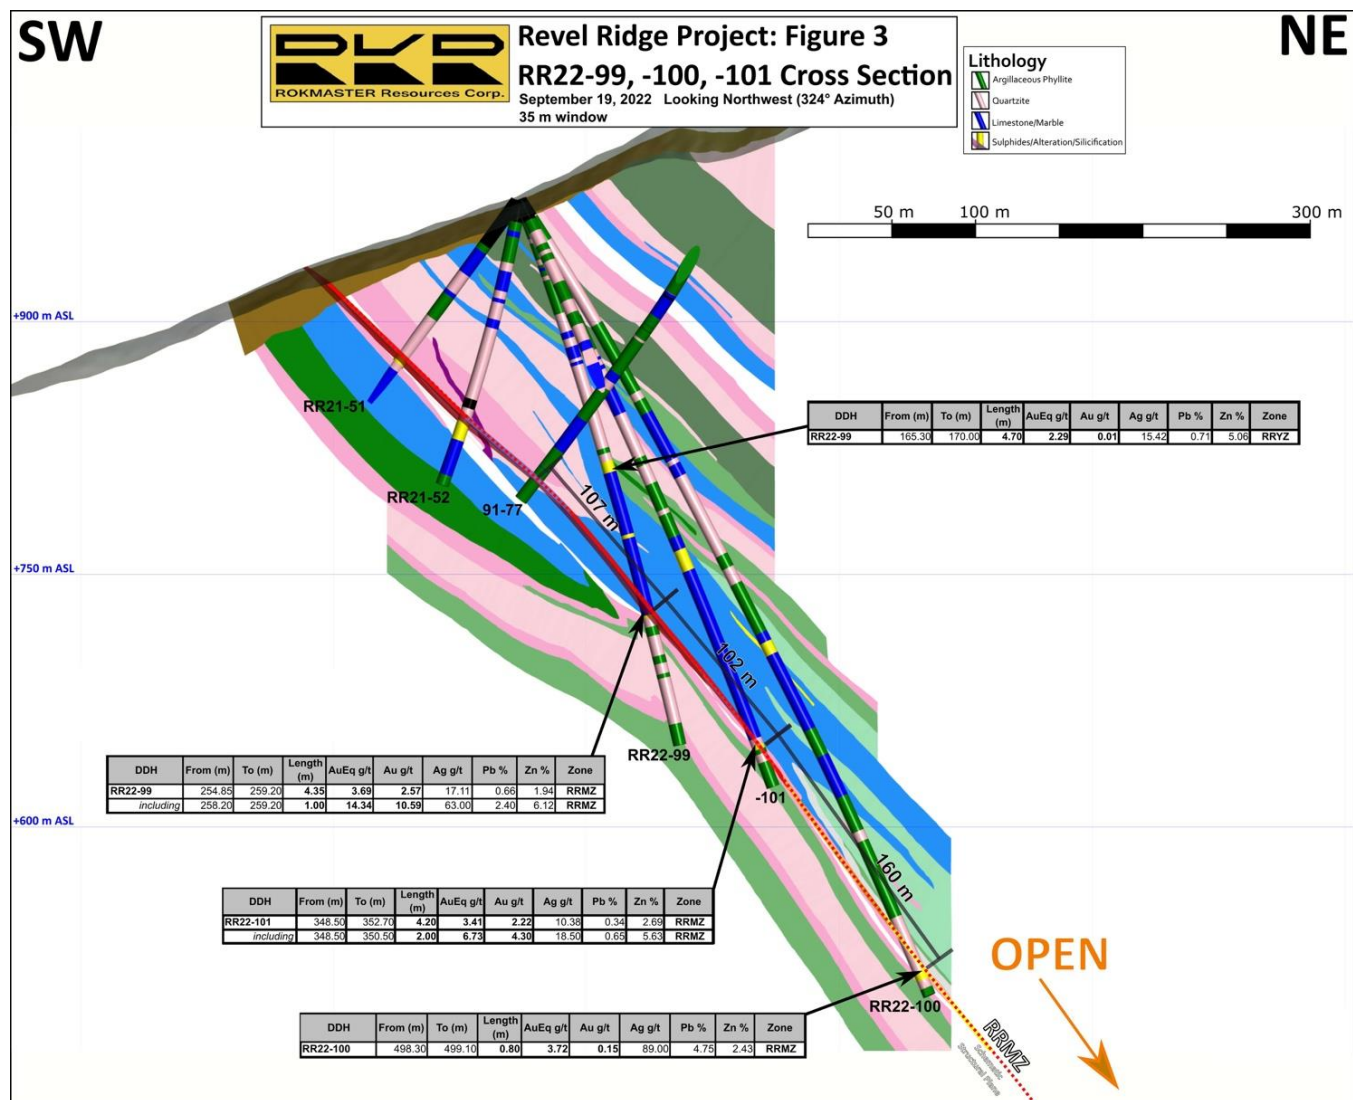 SW
NE
RKR
ROKMASTER Resources Corp.
Revel Ridge Project: Figure 3
RR22-99, -100, -101 Cross Section
September 19, 2022 Looking Northwest (324° Azimuth)
35 m window
Lithology
Argillaceous Phyllite
Quartzite
Limestone/Marble
Sulphides/Alteration/Silicification
50 m 100 m 300 m
+900 m ASL
RR21-51
DDH From (m) To (m) Length (m) AuEq g/t Au g/t Ag g/t Pb % Zn % Zone
RR22-99 165.30 170.00 4.70 2.29 0.01 15.42 0.71 5.06 RRYZ
RR21-52
91-77
107 m
+750 m ASL
102 m
RR22-99
DDH From (m) To (m) Length (m) AuEq g/t Au g/t Ag g/t Pb % Zn % Zone
RR22-99 254.85 259.20 4.35 3.69 2.57 17.11 0.66 1.94 RRMZ
including 258.20 259.20 1.00 14.34 10.59 63.00 2.40 6.12 RRMZ
-101
+600 m ASL
160 m
DDH From (m) To (m) Length (m) AuEq g/t Au g/t Ag g/t Pb % Zn % Zone
RR22-101 348.50 352.70 4.20 3.41 2.22 10.38 0.34 2.69 RRMZ
including 348.50 350.50 2.00 6.73 4.30 18.50 0.65 5.63 RRMZ
OPEN
RR22-100
DDH From (m) To (m) Length (m) AuEq g/t Au g/t Ag g/t Pb % Zn % Zone
RR22-100 498.30 499.10 0.80 3.72 0.15 89.00 4.75 2.43 RRMZ
RRMZ
Schematic
Structural Plane